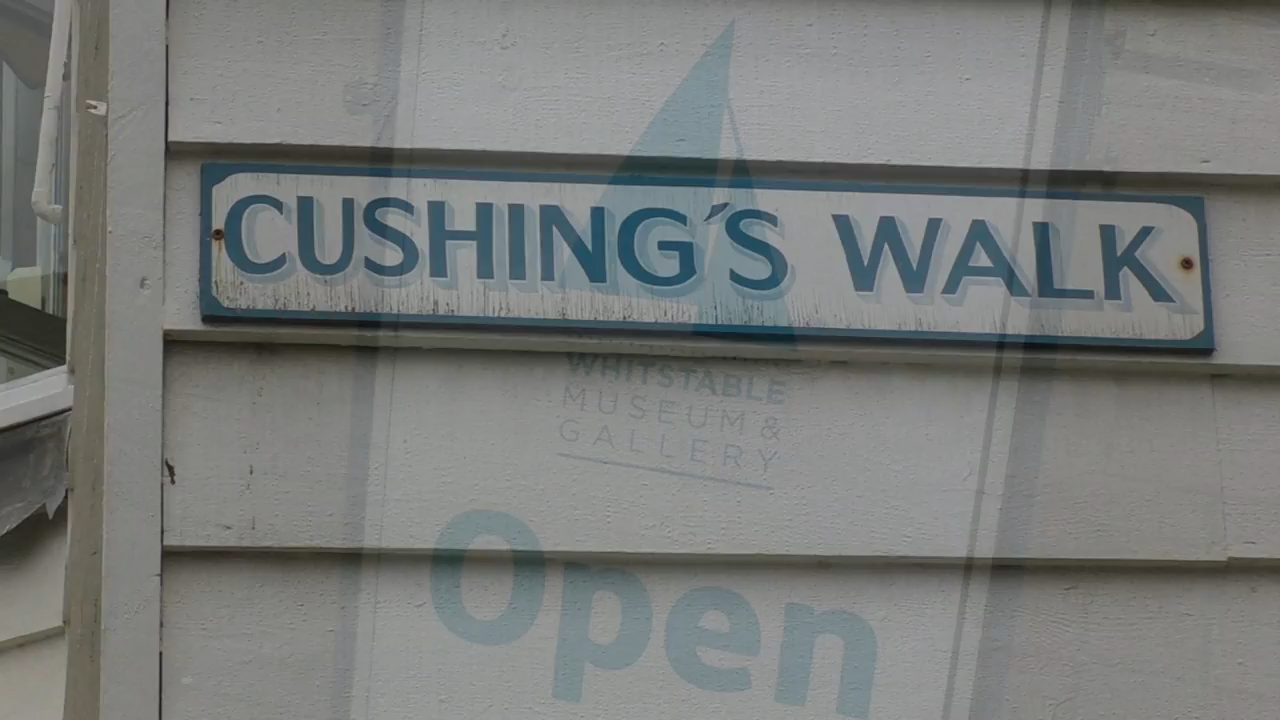 CUSHING'S WALK
WHITSTABLE
MUSEUM &
GALLERY
Open